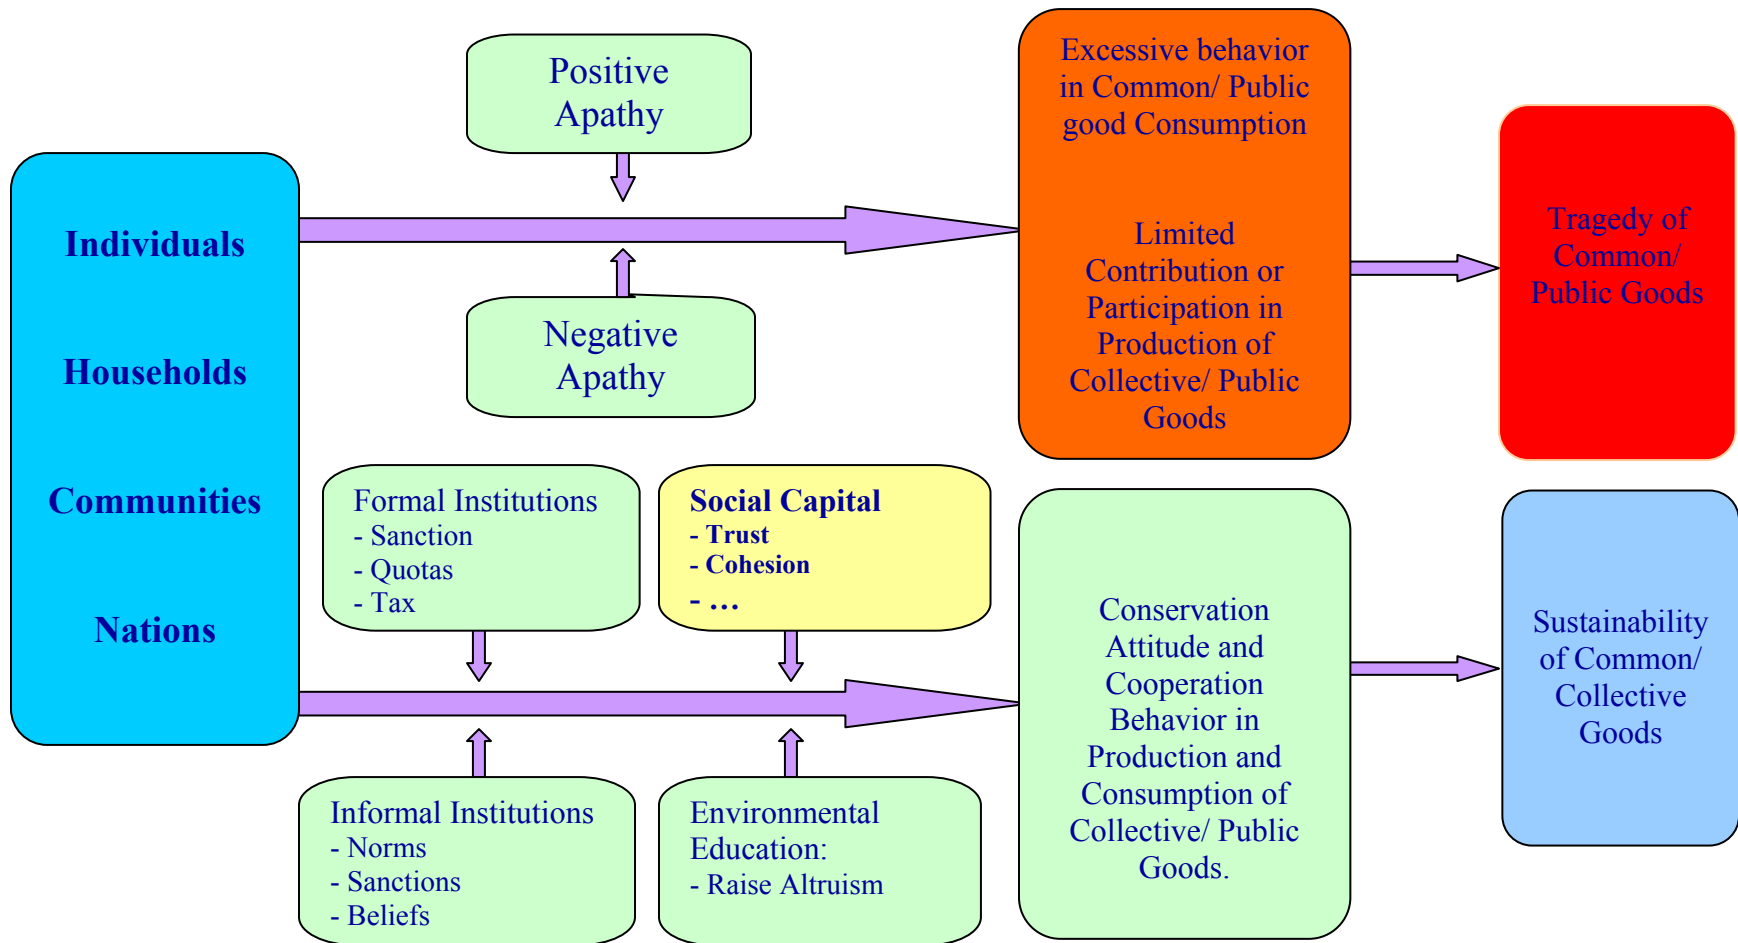 Individuals
Households
Communities
Nations
Positive
Apathy
Negative
Apathy
Excessive behavior
in Common/ Public
good Consumption
Limited
Contribution or
Participation in
Production of
Collective/ Public
Goods
Tragedy of
Common/
Public Goods
Formal Institutions
- Sanction
- Quotas
- Tax
Social Capital
- Trust
- Cohesion
- …
Informal Institutions
- Norms
- Sanctions
- Beliefs
Environmental
Education:
- Raise Altruism
Conservation
Attitude and
Cooperation
Behavior in
Production and
Consumption of
Collective/ Public
Goods.
Sustainability
of Common/
Collective
Goods